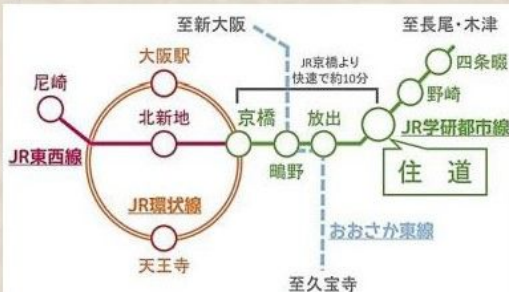 至新大阪
至長尾・木津
大阪駅
JR京橋より
快速で約10分
四条畷
尼崎
野崎
北新地
京橋
放出
JR学研都市線
JR東西線
鴫野
住道
JR環状線
おおさか東線
天王寺
至久宝寺